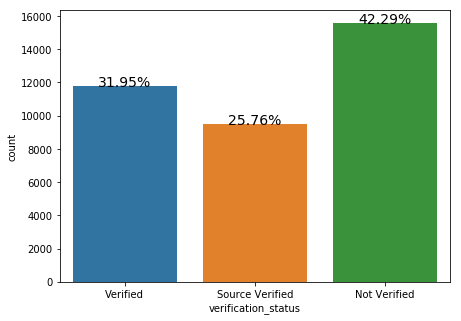 16000
14000
12000
10000
8000
6000
4000
2000
0
count
31.95%
25.76%
42.29%
Verified
Source Verified
Not Verified
verification_status